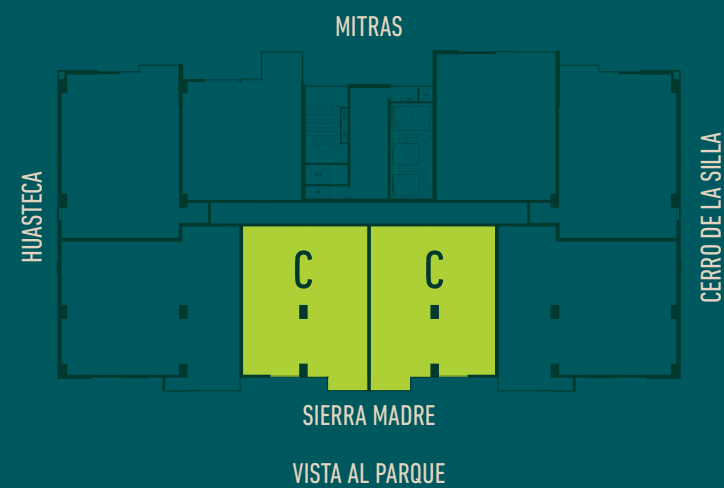 MITRAS
HUASTECA
CERRO DE LA SILLA
C
C
SIERRA MADRE
VISTA AL PARQUE